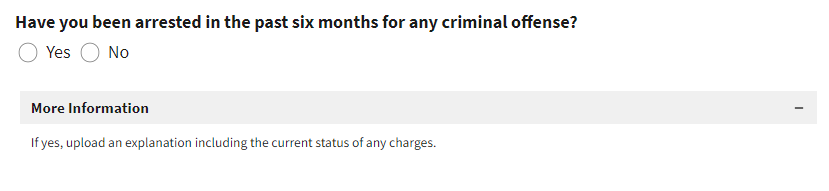 Have you been arrested in the past six months for any criminal offense?
Yes No
More Information
If yes, upload an explanation including the current status of any charges.